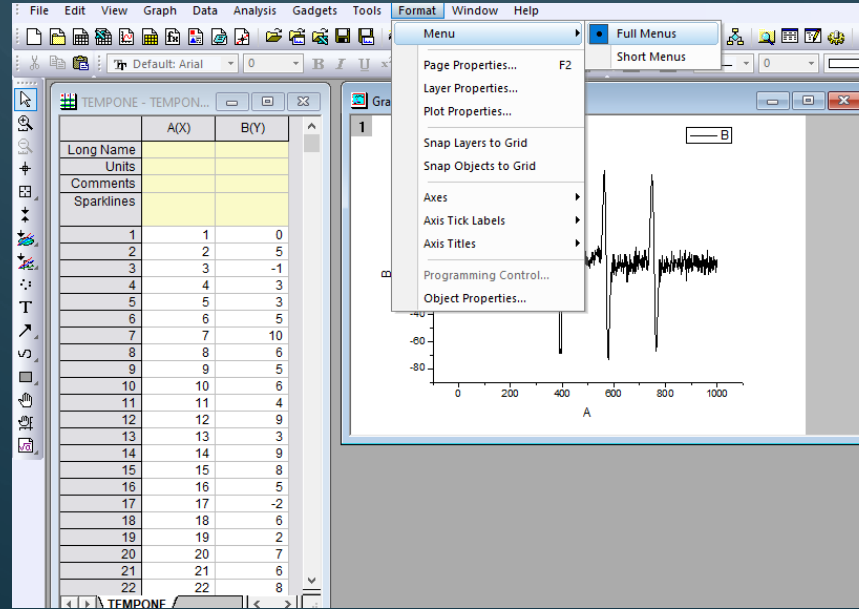 File Edit View Graph Data Analysis Gadgets Tools Format Window Help
Default: Arial 0 B I U 0
Menu
Full Menus
Short Menus
Page Properties... F2
Layer Properties...
Plot Properties...
Snap Layers to Grid
Snap Objects to Grid
Axes
Axis Tick Labels
Axis Titles
Programming Control...
Object Properties...
TEMPONE - TEMPON...
A(X) B(Y)
Long Name
Units
Comments
Sparklines
1 1 0
2 2 5
3 3 -1
4 4 3
5 5 3
6 6 5
7 7 10
8 8 6
9 9 5
10 10 6
11 11 4
12 12 9
13 13 3
14 14 9
15 15 8
16 16 5
17 17 -2
18 18 6
19 19 2
20 20 7
21 21 6
22 22 8
TEMPONE
Gra
1
B
B
-40
-60
-80
0 200 400 600 800 1000
A
T